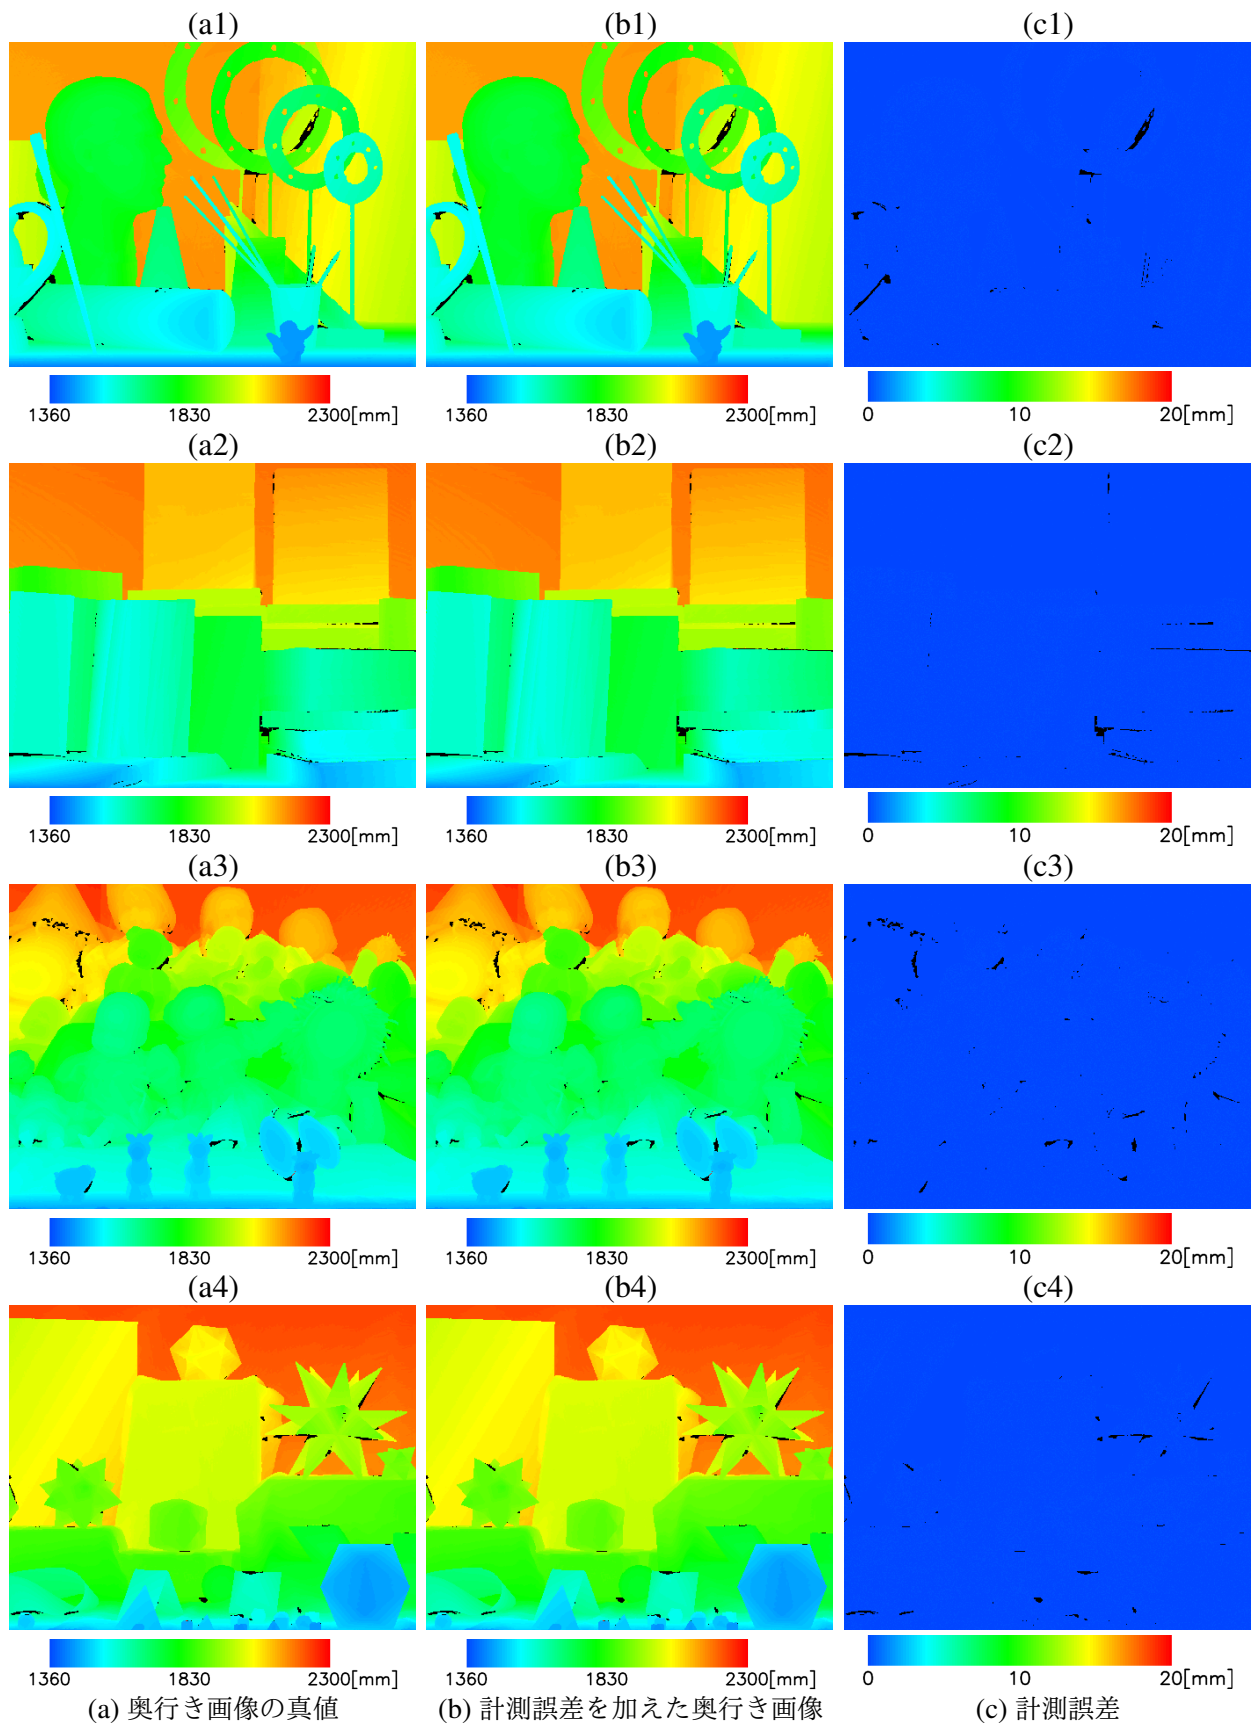 (a1) (b1) (c1)
1360 1830 2300[mm] 1360 1830 2300[mm] 0 10 20[mm]
(a2) (b2) (c2)
1360 1830 2300[mm] 1360 1830 2300[mm] 0 10 20[mm]
(a3) (b3) (c3)
1360 1830 2300[mm] 1360 1830 2300[mm] 0 10 20[mm]
(a4) (b4) (c4)
1360 1830 2300[mm] 1360 1830 2300[mm] 0 10 20[mm]
(a) 奥行き画像の真値 (b) 計測誤差を加えた奥行き画像 (c) 計測誤差